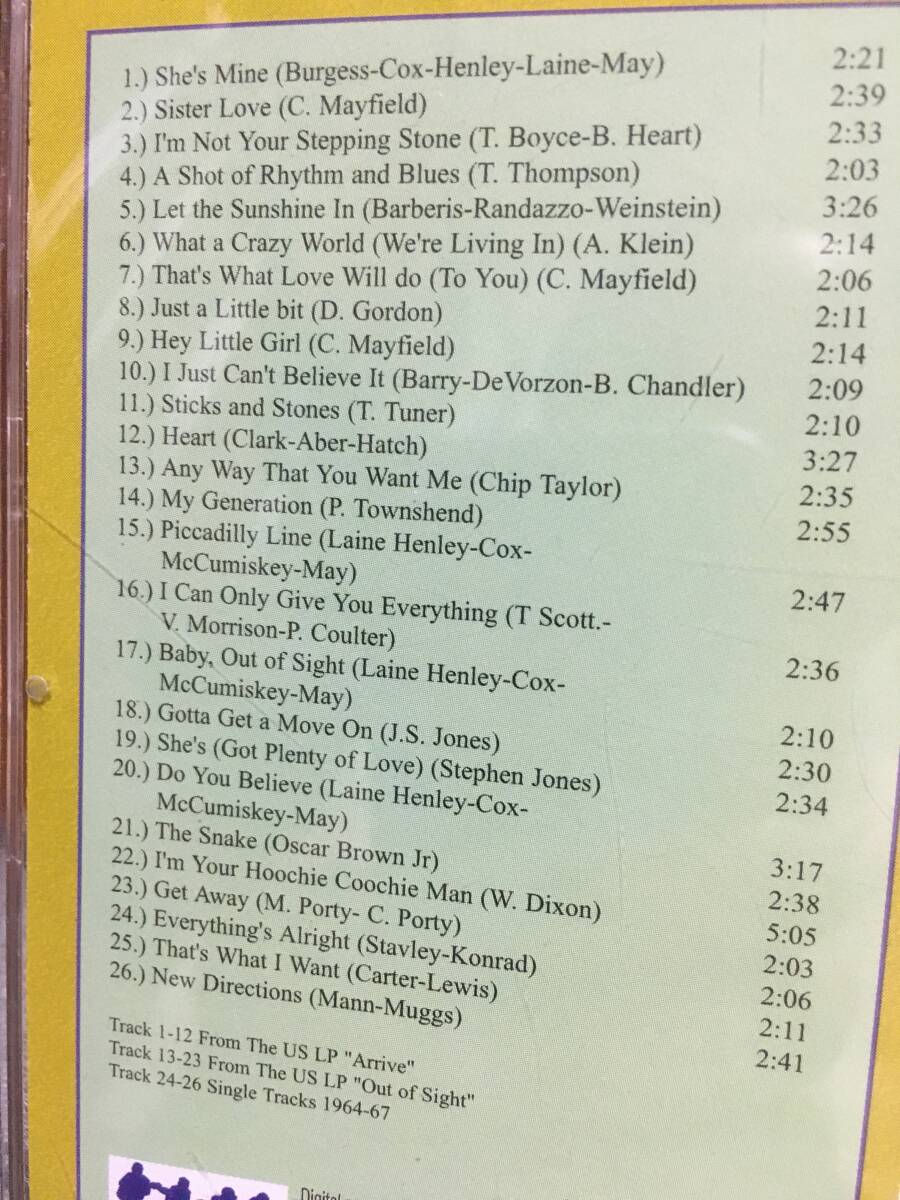 1.) She's Mine (Burgess-Cox-Henley-Laine-May) 2:21
2.) Sister Love (C. Mayfield) 2:39
3.) I'm Not Your Stepping Stone (T. Boyce-B. Heart) 2:33
4.) A Shot of Rhythm and Blues (T. Thompson) 2:03
5.) Let the Sunshine In (Barberis-Randazzo-Weinstein) 3:26
6.) What a Crazy World (We're Living In) (A. Klein) 2:14
7.) That's What Love Will do (To You) (C. Mayfield) 2:06
8.) Just a Little bit (D. Gordon) 2:11
9.) Hey Little Girl (C. Mayfield) 2:14
10.) I Just Can't Believe It (Barry-DeVorzon-B. Chandler) 2:09
11.) Sticks and Stones (T. Tuner) 2:10
12.) Heart (Clark-Aber-Hatch) 3:27
13.) Any Way That You Want Me (Chip Taylor) 2:35
14.) My Generation (P. Townshend) 2:55
15.) Piccadilly Line (Laine Henley-Cox-
McCumiskey-May) 2:47
16.) I Can Only Give You Everything (T Scott.-
V. Morrison-P. Coulter) 2:36
17.) Baby, Out of Sight (Laine Henley-Cox-
McCumiskey-May) 2:10
18.) Gotta Get a Move On (J.S. Jones) 2:30
19.) She's (Got Plenty of Love) (Stephen Jones) 2:34
20.) Do You Believe (Laine Henley-Cox-
McCumiskey-May) 3:17
21.) The Snake (Oscar Brown Jr) 2:38
22.) I'm Your Hoochie Coochie Man (W. Dixon) 5:05
23.) Get Away (M. Porty- C. Porty) 2:03
24.) Everything's Alright (Stavley-Konrad) 2:06
25.) That's What I Want (Carter-Lewis) 2:11
26.) New Directions (Mann-Muggs) 2:41
Track 1-12 From The US LP "Arrive"
Track 13-23 From The US LP "Out of Sight"
Track 24-26 Single Tracks 1964-67